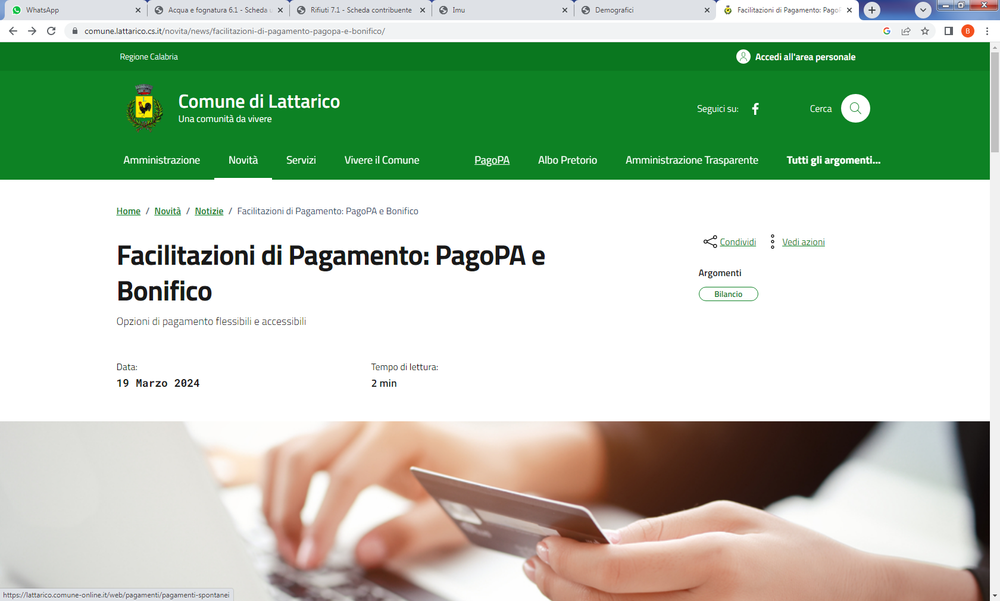 WhatsApp
Acqua e fognatura 6.1 - Scheda u
Rifiuti 7.1 - Scheda contribuente
Imu
Demografici
Facilitazioni di Pagamento: PagoP
comune.lattarico.cs.it/novita/news/facilitazioni-di-pagamento-pagopa-e-bonifico/
B
Regione Calabria
Accedi all'area personale
L
Comune di Lattarico
Una comunità da vivere
Seguici su:
Cerca
Amministrazione
Novità
Servizi
Vivere il Comune
PagoPA
Albo Pretorio
Amministrazione Trasparente
Tutti gli argomenti...
Home / Novità / Notizie / Facilitazioni di Pagamento: PagoPA e Bonifico
Facilitazioni di Pagamento: PagoPA e
Bonifico
Opzioni di pagamento flessibili e accessibili
Condividi
Vedi azioni
Argomenti
Bilancio
Data:
19 Marzo 2024
Tempo di lettura:
2 min
https://lattarico.comune-online.it/web/pagamenti/pagamenti-spontanei